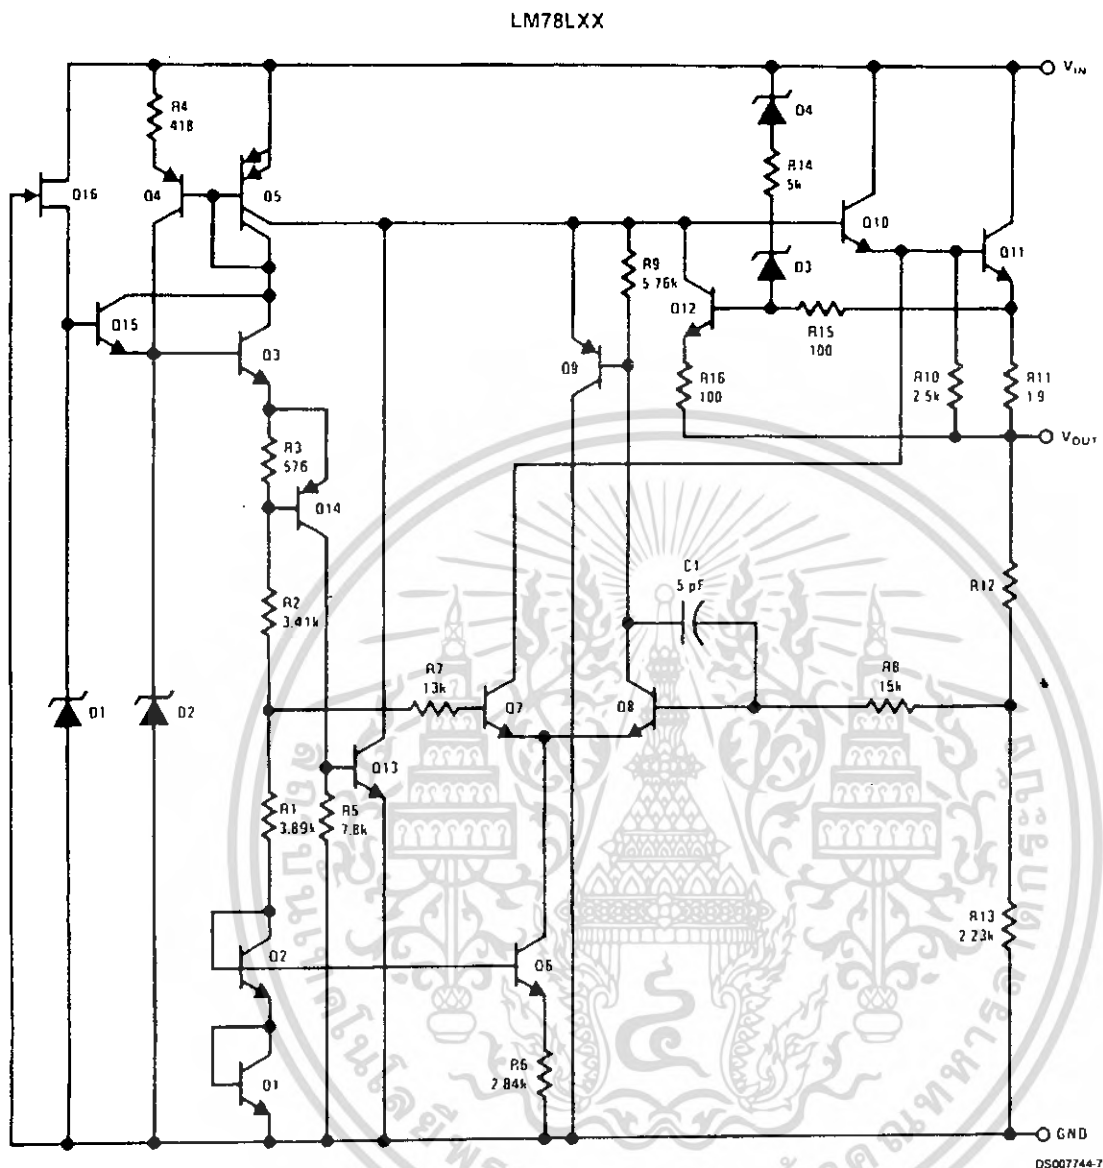 LM78LXX
VIN
R4
418
D4
R14
5k
Q16
Q4
Q5
Q10
Q11
R9
5.76k
D3
Q12
Q15
R15
100
Q3
Q9
R16
100
R10
2.5k
R11
1.9
VOUT
R3
576
Q14
C1
5 pF
R12
R2
3.41k
R7
13k
R8
15k
Q7
Q8
D1
D2
Q13
R1
3.89k
R5
7.8k
R13
2.23k
Q2
Q6
R6
2.84k
Q1
GND
DS007744-7